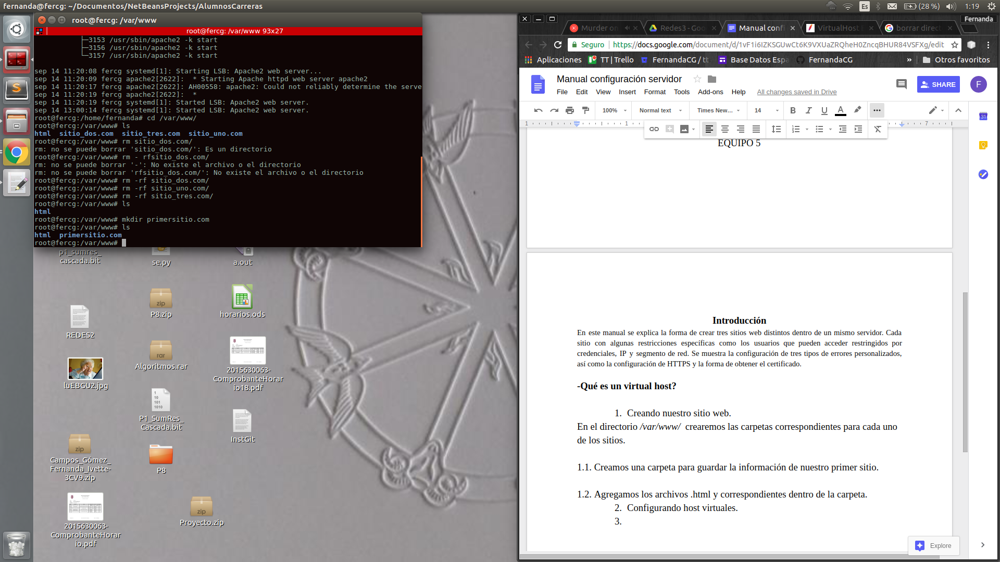 fernanda@fercg: ~/Documentos/NetBeansProjects/AlumnosCarreras
Es
(28 %)
1:19
root@fercg: /var/www
root@fercg: /var/www 93x27
├─3153 /usr/sbin/apache2 -k start
├─3156 /usr/sbin/apache2 -k start
└─3157 /usr/sbin/apache2 -k start
sep 14 11:20:08 fercg systemd[1]: Starting LSB: Apache2 web server...
sep 14 11:20:09 fercg apache2[2622]:  * Starting Apache httpd web server apache2
sep 14 11:20:17 fercg apache2[2622]: AH00558: apache2: Could not reliably determine the serve
sep 14 11:20:19 fercg apache2[2622]:  *
sep 14 11:20:19 fercg systemd[1]: Started LSB: Apache2 web server.
sep 14 13:00:14 fercg systemd[1]: Started LSB: Apache2 web server.
root@fercg:/home/fernanda# cd /var/www/
root@fercg:/var/www# ls
html  sitio_dos.com  sitio_tres.com  sitio_uno.com
root@fercg:/var/www# rm sitio_dos.com/
rm: no se puede borrar 'sitio_dos.com/': Es un directorio
root@fercg:/var/www# rm - rfsitio_dos.com/
rm: no se puede borrar '-': No existe el archivo o el directorio
rm: no se puede borrar 'rfsitio_dos.com/': No existe el archivo o el directorio
root@fercg:/var/www# rm -rf sitio_dos.com/
root@fercg:/var/www# rm -rf sitio_uno.com/
root@fercg:/var/www# rm -rf sitio_tres.com/
root@fercg:/var/www# ls
html
root@fercg:/var/www# mkdir primersitio.com
root@fercg:/var/www# ls
html  primersitio.com
root@fercg:/var/www#
p1_sumres_
cascada.bit
se.py
a.out
REDES2
zip
P8.zip
horarios.ods
luEBGU2.jpg
rar
Algoritmos.rar
2015630063-
ComprobanteHorar
io18.pdf
1
10
101
1010
P1_SumRes_
Cascada.bit
InstGit
zip
Campos_Gómez_
Fernanda_Ivette-
3CV9.zip
P8
2015630063-
ComprobanteHorar
io.pdf
zip
Proyecto.zip
Fernanda
Murder on
Redes3 - Goo
Manual confi
VirtualHost E
borrar direct
Seguro
https://docs.google.com/document/d/1vF1i6IZKSGUwCt6K9VXUaZRQheH0ZncqBHUR84VSFXg/edit
Aplicaciones
TT | Trello
FernandaCG / tt
Base Datos Espa
FernandaCG
»
Otros favoritos
Manual configuración servidor
SHARE
F
File Edit View Insert Format Tools Add-ons Help All changes saved in Drive
100% Normal text Times New... 14 B I U A
1 1 7
31
EQUIPO 5
Introducción
En este manual se explica la forma de crear tres sitios web distintos dentro de un mismo servidor. Cada
sitio con algunas restricciones específicas como los usuarios que pueden acceder restringidos por
credenciales, IP y segmento de red. Se muestra la configuración de tres tipos de errores personalizados,
así como la configuración de HTTPS y la forma de obtener el certificado.
-Qué es un virtual host?
1. Creando nuestro sitio web.
En el directorio /var/www/  crearemos las carpetas correspondientes para cada uno
de los sitios.
1.1. Creamos una carpeta para guardar la información de nuestro primer sitio.
1.2. Agregamos los archivos .html y correspondientes dentro de la carpeta.
2. Configurando host virtuales.
3.
Explore